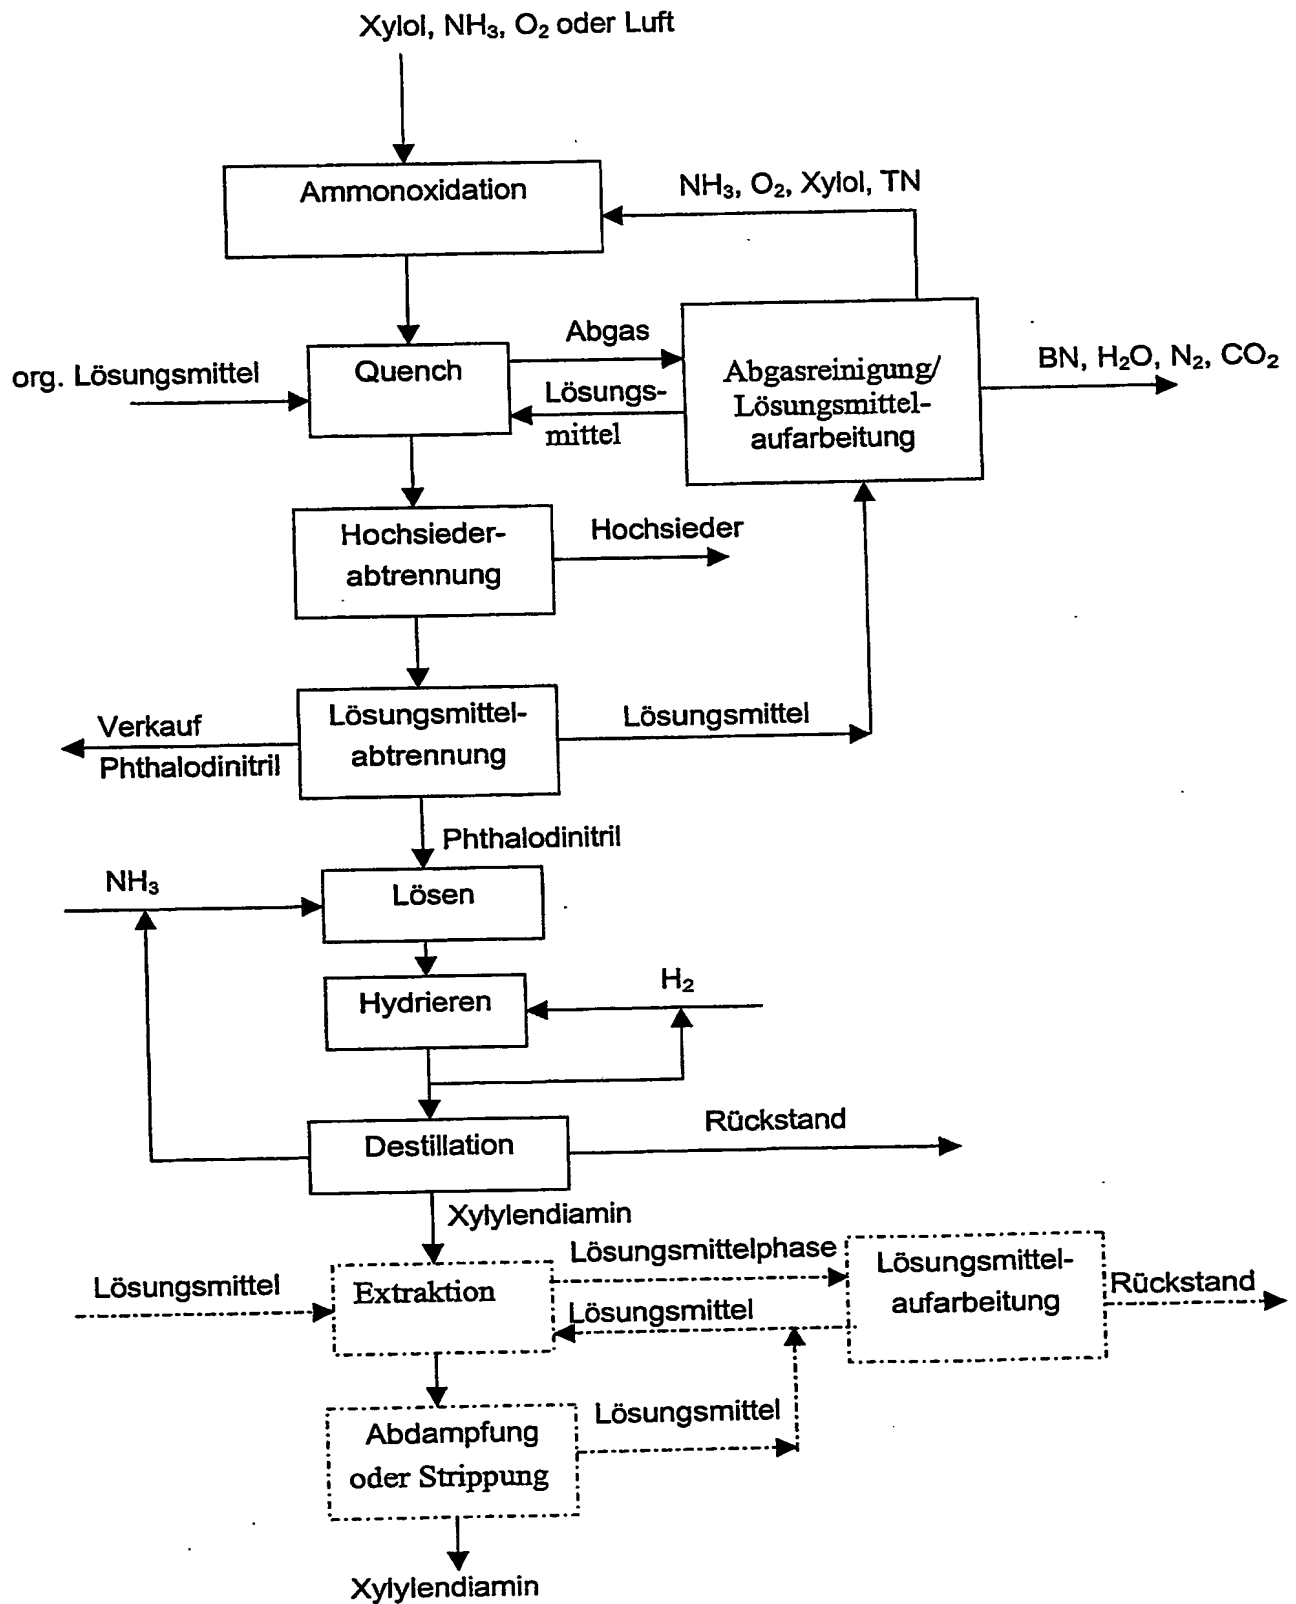 Xylol, NH₃, O₂ oder Luft
Ammonoxidation
NH₃, O₂, Xylol, TN
org. Lösungsmittel
Quench
Abgas
Lösungs-
mittel
Abgasreinigung/
Lösungsmittel-
aufarbeitung
BN, H₂O, N₂, CO₂
Hochsieder-
abtrennung
Hochsieder
Verkauf
Phthalodinitril
Lösungsmittel-
abtrennung
Lösungsmittel
Phthalodinitril
NH₃
Lösen
Hydrieren
H₂
Destillation
Rückstand
Xylylendiamin
Lösungsmittel
Extraktion
Lösungsmittelphase
Lösungsmittel
Lösungsmittel-
aufarbeitung
Rückstand
Abdampfung
oder Strippung
Lösungsmittel
Xylylendiamin